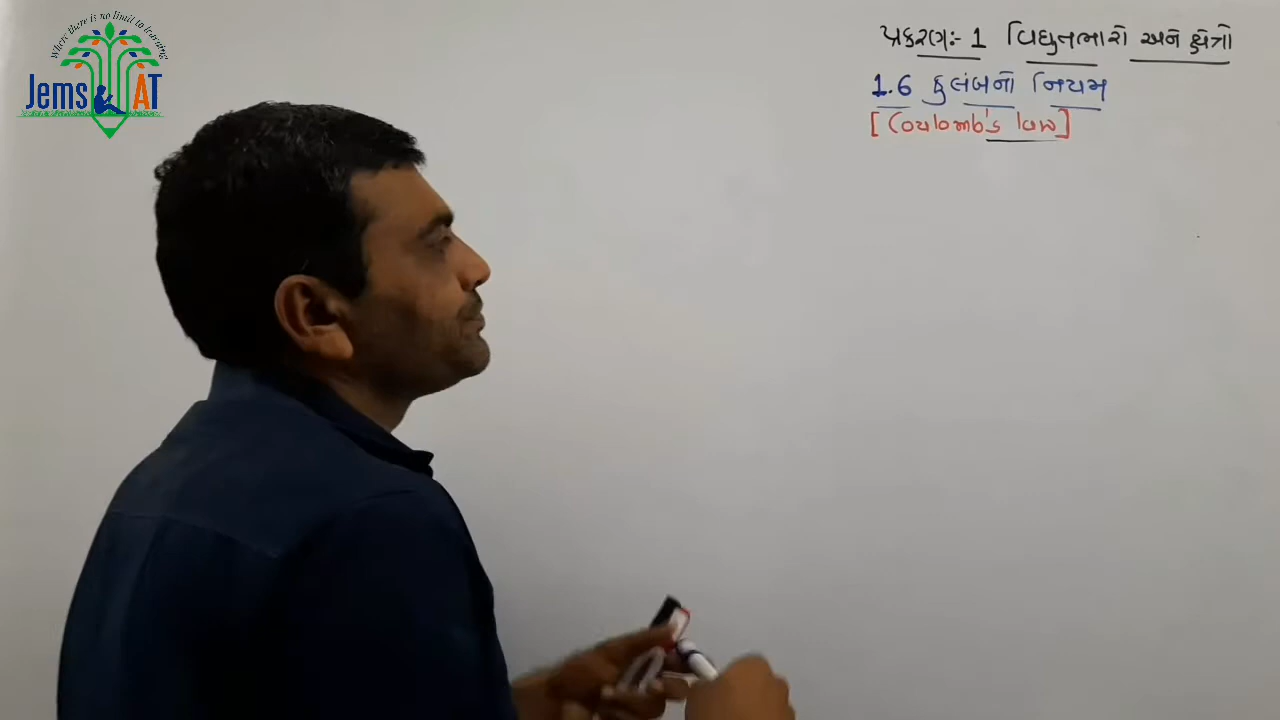 Where there is no limit to learning
Jems & AT
પ્રકરણ:- 1 વિદ્યુતભારો અને ક્ષેત્રો
1.6 કુલંબનો નિયમ
[Coulomb's law]